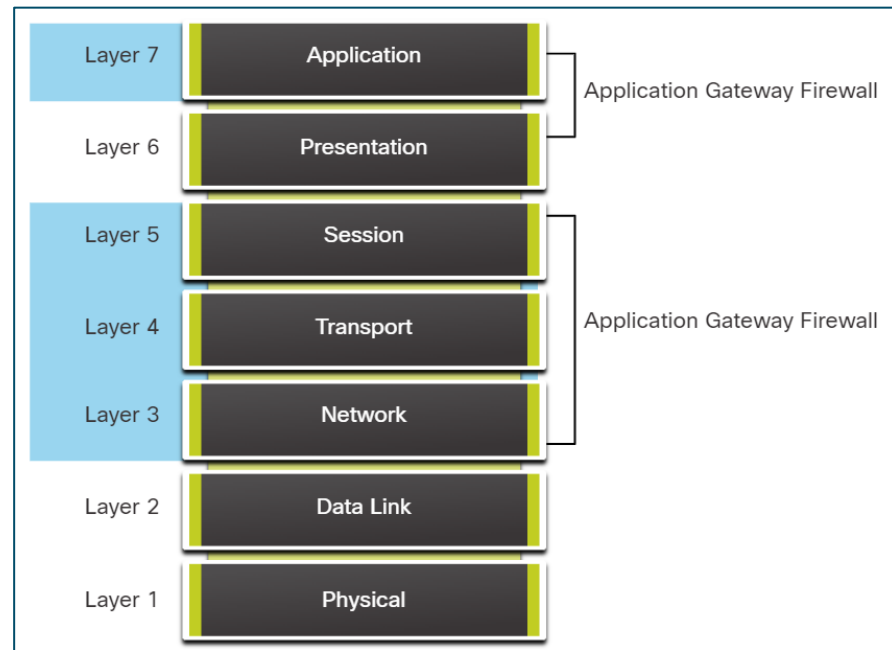 Layer 7
Application
Application Gateway Firewall
Layer 6
Presentation
Layer 5
Session
Layer 4
Transport
Application Gateway Firewall
Layer 3
Network
Layer 2
Data Link
Layer 1
Physical